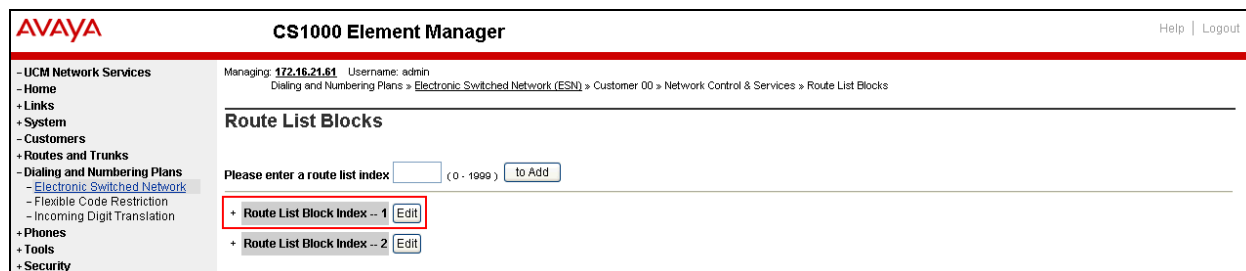 AVAYA
CS1000 Element Manager
Help | Logout
- UCM Network Services
- Home
+ Links
+ System
- Customers
+ Routes and Trunks
- Dialing and Numbering Plans
- Electronic Switched Network
- Flexible Code Restriction
- Incoming Digit Translation
+ Phones
+ Tools
+ Security
Managing: 172.16.21.61 Username: admin
Dialing and Numbering Plans » Electronic Switched Network (ESN) » Customer 00 » Network Control & Services » Route List Blocks
Route List Blocks
Please enter a route list index (0 - 1999) to Add
+ Route List Block Index -- 1 Edit
+ Route List Block Index -- 2 Edit